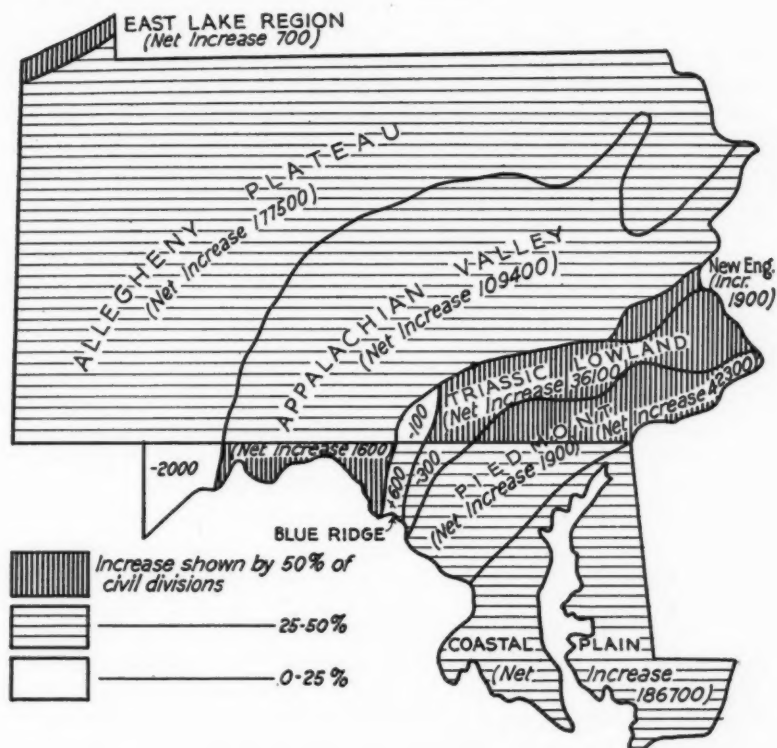 EAST LAKE REGION
(Net Increase 700)
ALLEGHENY PLATEAU
(Net Increase 177500)
APPALACHIAN VALLEY
(Net Increase 109400)
New Eng.
(Incr.
1900)
TRIASSIC LOWLAND
(Net Increase 36100)
PIEDMONT
(Net Increase 42300)
(Net Increase 1900)
-100
-300
+600
(Net Increase 1600)
-2000
BLUE RIDGE
Increase shown by 50% of
civil divisions
25-50%
0-25%
COASTAL PLAIN
(Net Increase
186700)